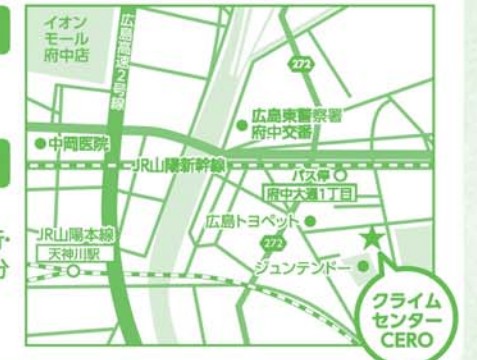 イオン
モール
府中店
広島高速2号線
272
広島東警察署
府中交番
中岡医院
JR山陽新幹線
バス停
府中大通1丁目
広島トヨペット
JR山陽本線
天神川駅
272
ジュンテンドー
クライム
センター
CERO
分